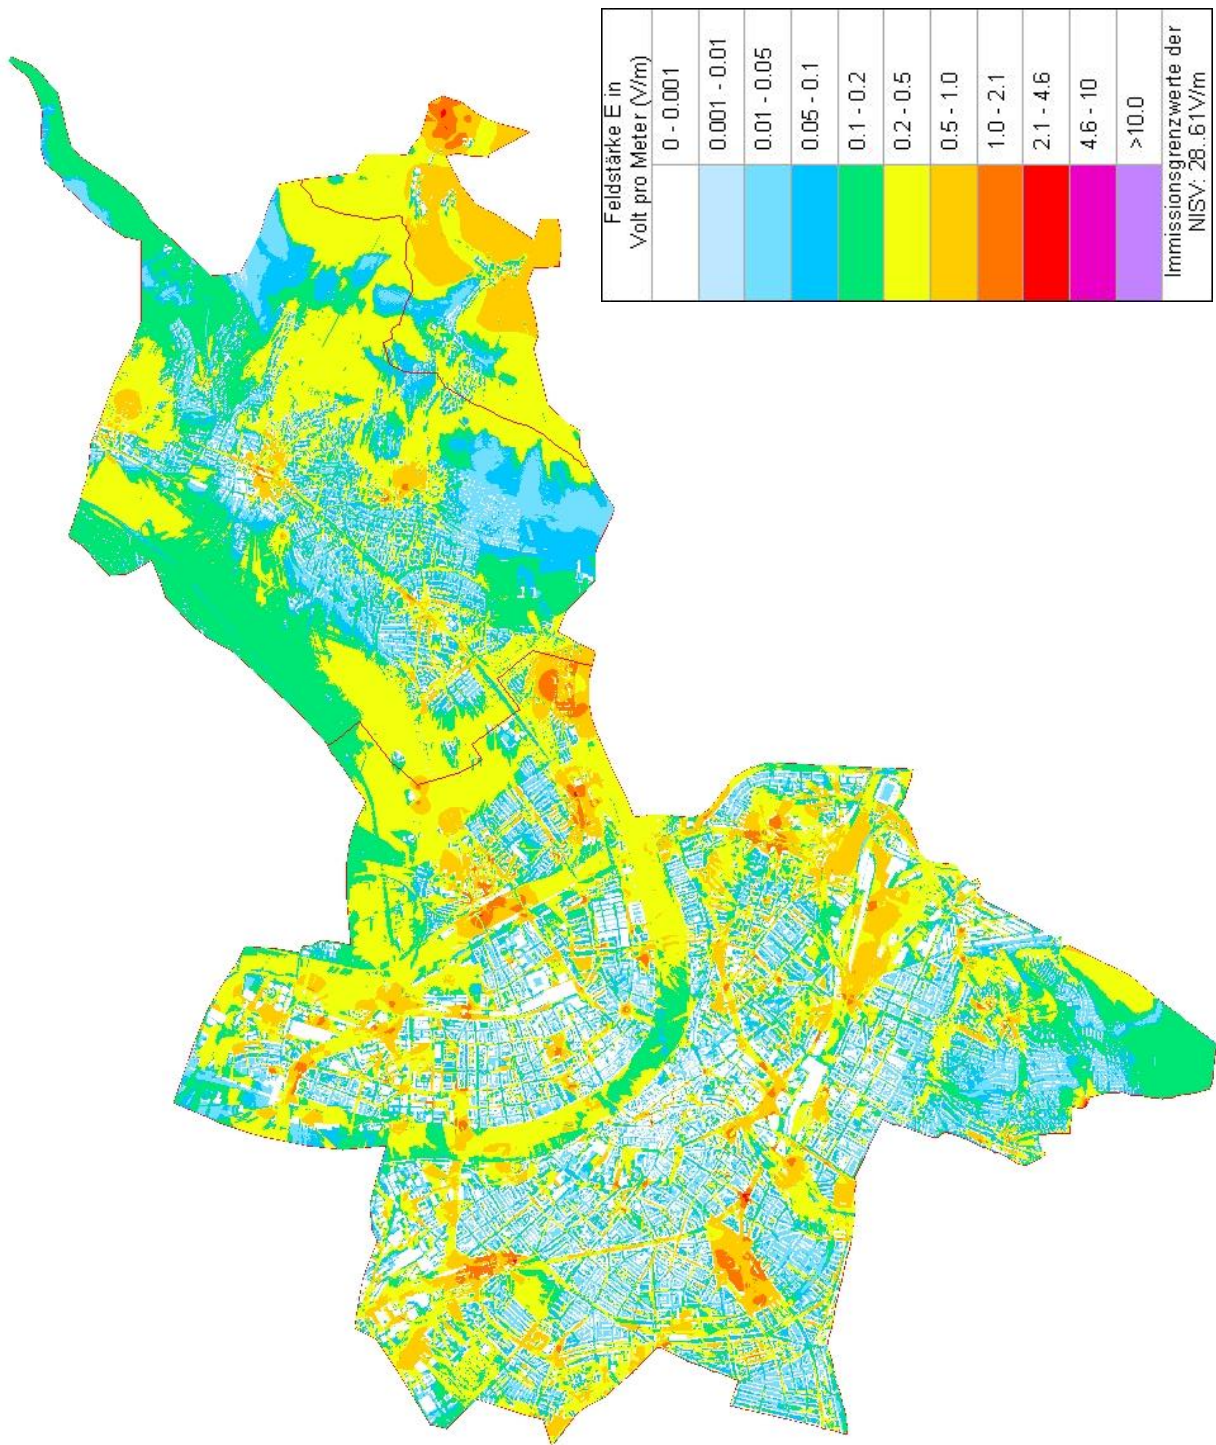 Feldstärke E in
Volt pro Meter (V/m)
0 - 0.001
0.001 - 0.01
0.01 - 0.05
0.05 - 0.1
0.1 - 0.2
0.2 - 0.5
0.5 - 1.0
1.0 - 2.1
2.1 - 4.6
4.6 - 10
>10.0
Immissionsgrenzwerte der
NISV: 28..61V/m